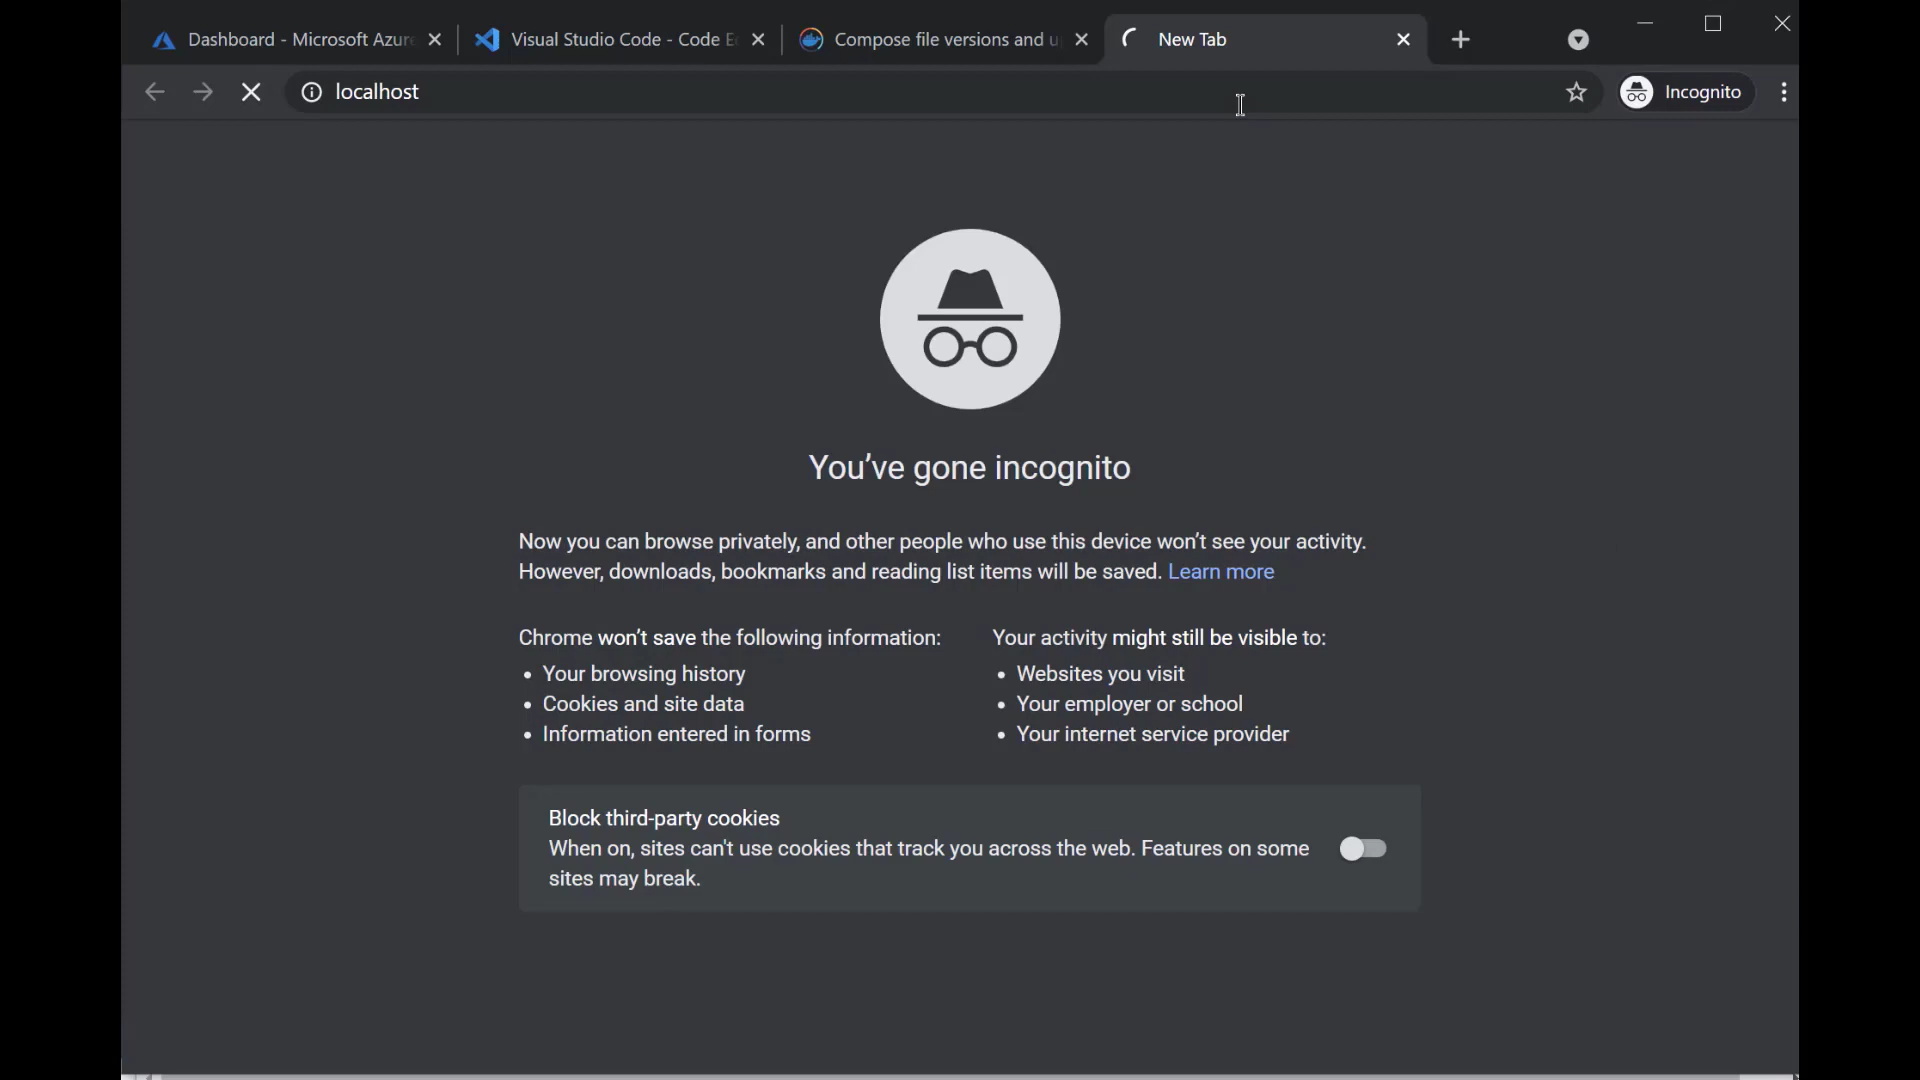 Dashboard - Microsoft Azure
Visual Studio Code - Code E
Compose file versions and u
New Tab
localhost
Incognito
You’ve gone incognito
Now you can browse privately, and other people who use this device won’t see your activity.
However, downloads, bookmarks and reading list items will be saved. Learn more
Chrome won’t save the following information:
• Your browsing history
• Cookies and site data
• Information entered in forms
Your activity might still be visible to:
• Websites you visit
• Your employer or school
• Your internet service provider
Block third-party cookies
When on, sites can't use cookies that track you across the web. Features on some
sites may break.